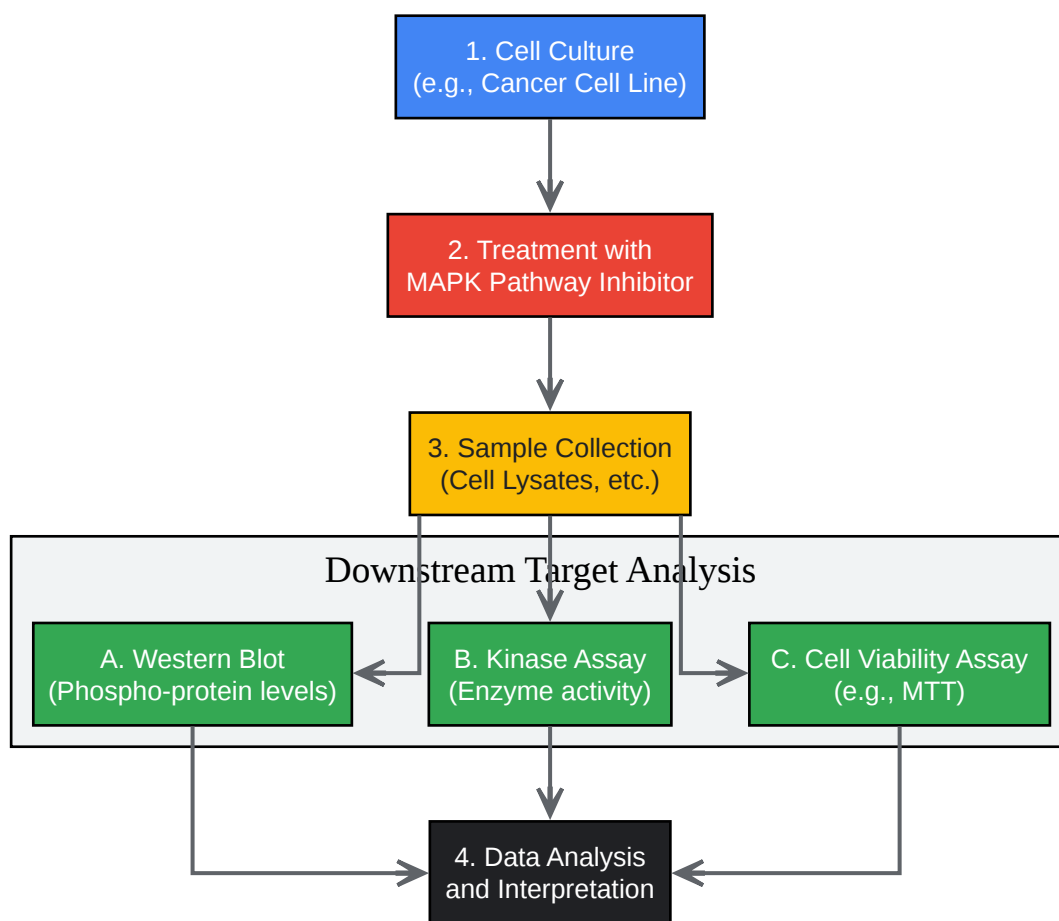 1. Cell Culture
(e.g., Cancer Cell Line)
2. Treatment with
MAPK Pathway Inhibitor
3. Sample Collection
(Cell Lysates, etc.)
Downstream Target Analysis
A. Western Blot
(Phospho-protein levels)
B. Kinase Assay
(Enzyme activity)
C. Cell Viability Assay
(e.g., MTT)
4. Data Analysis
and Interpretation